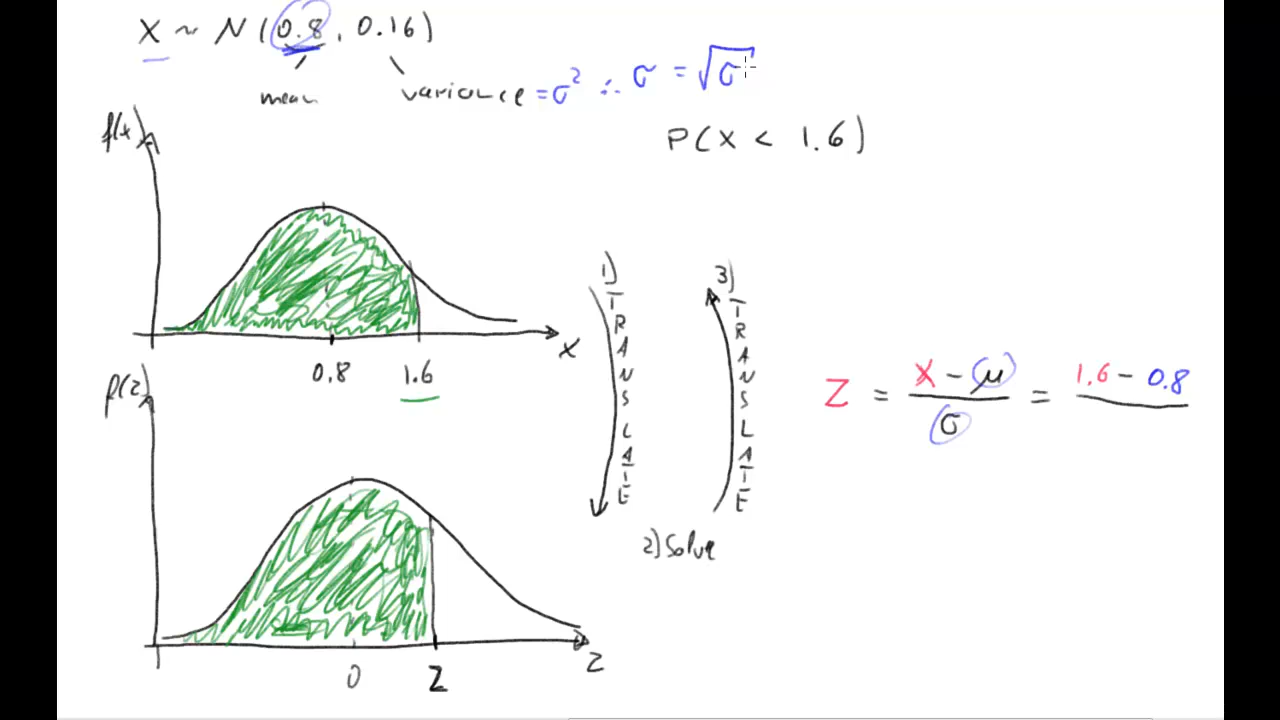 X ~ N(0.8, 0.16)
mean
variance = σ² ∴ σ = √σ
P(X < 1.6)
f(x)
0.8 1.6 X
1) TRANSLATE
3) TRANSLATE
Z = X - μ / σ = 1.6 - 0.8
f(z)
2) Solve
0 Z Z